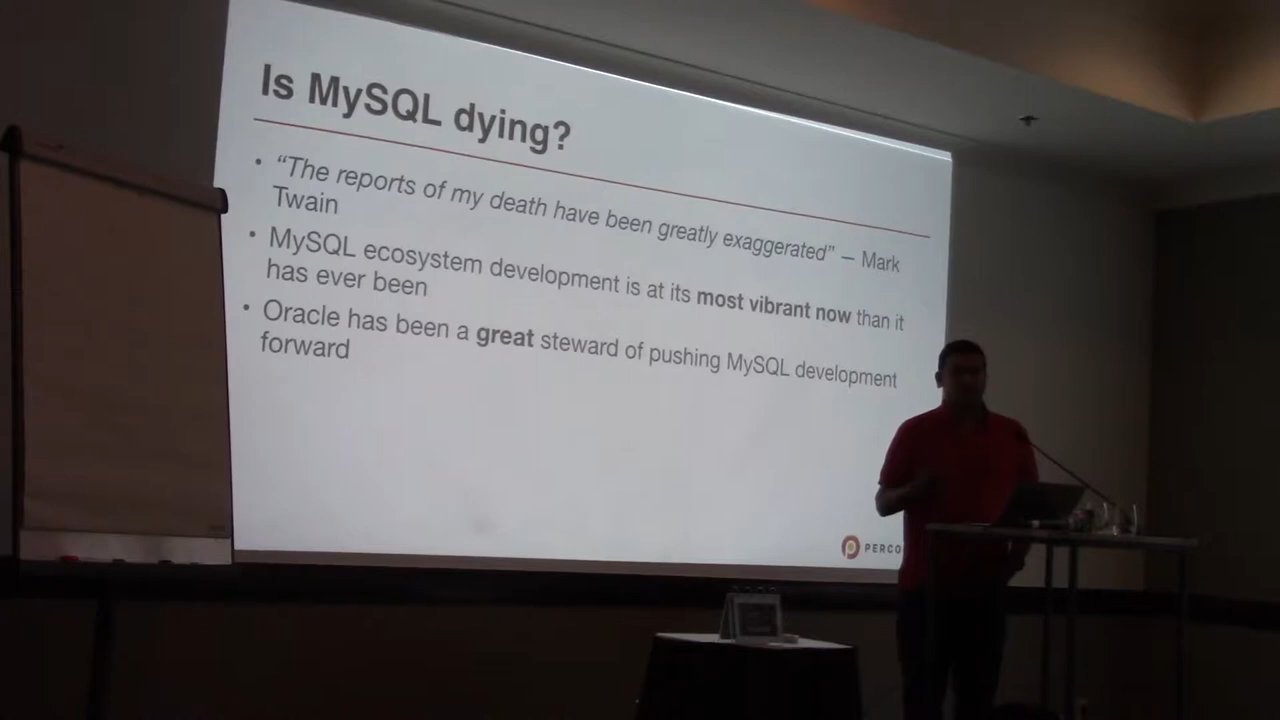 Is MySQL dying?
• “The reports of my death have been greatly exaggerated” – Mark
Twain
• MySQL ecosystem development is at its most vibrant now than it
has ever been
• Oracle has been a great steward of pushing MySQL development
forward
PERCO